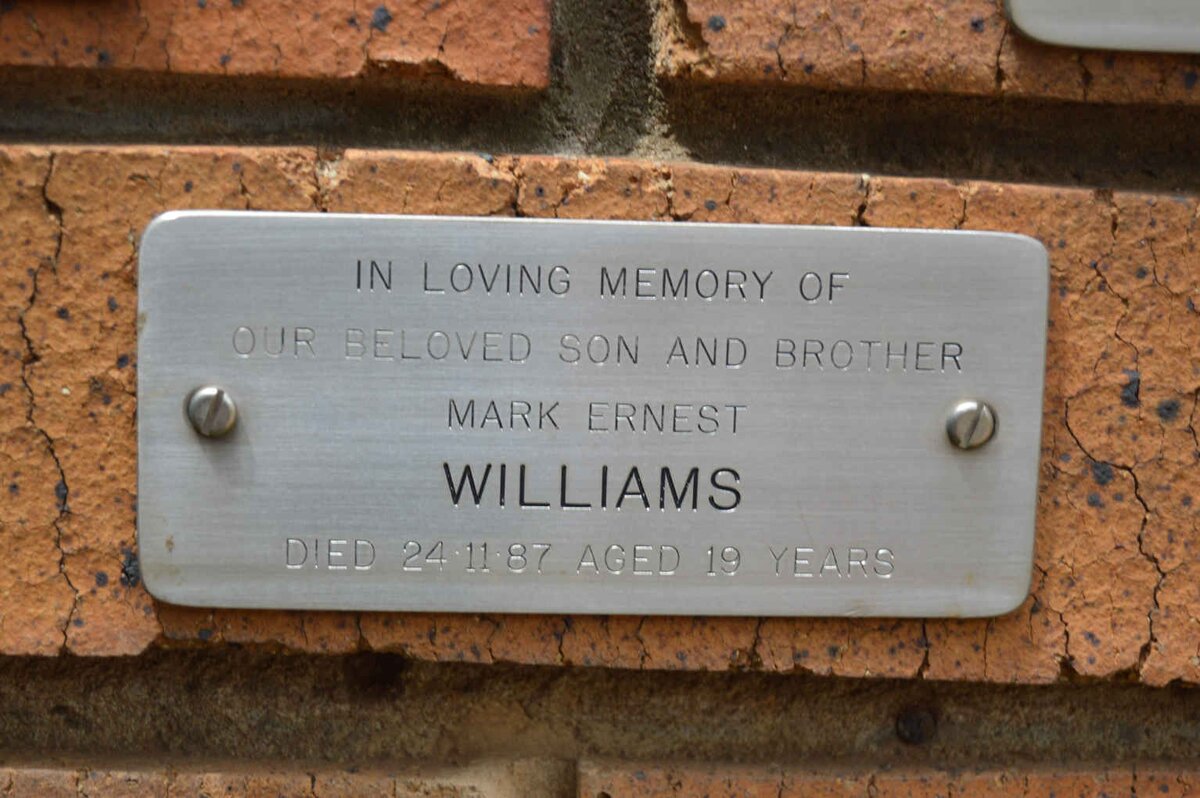 IN LOVING MEMORY OF
OUR BELOVED SON AND BROTHER
MARK ERNEST
WILLIAMS
DIED 24·11·87 AGED 19 YEARS